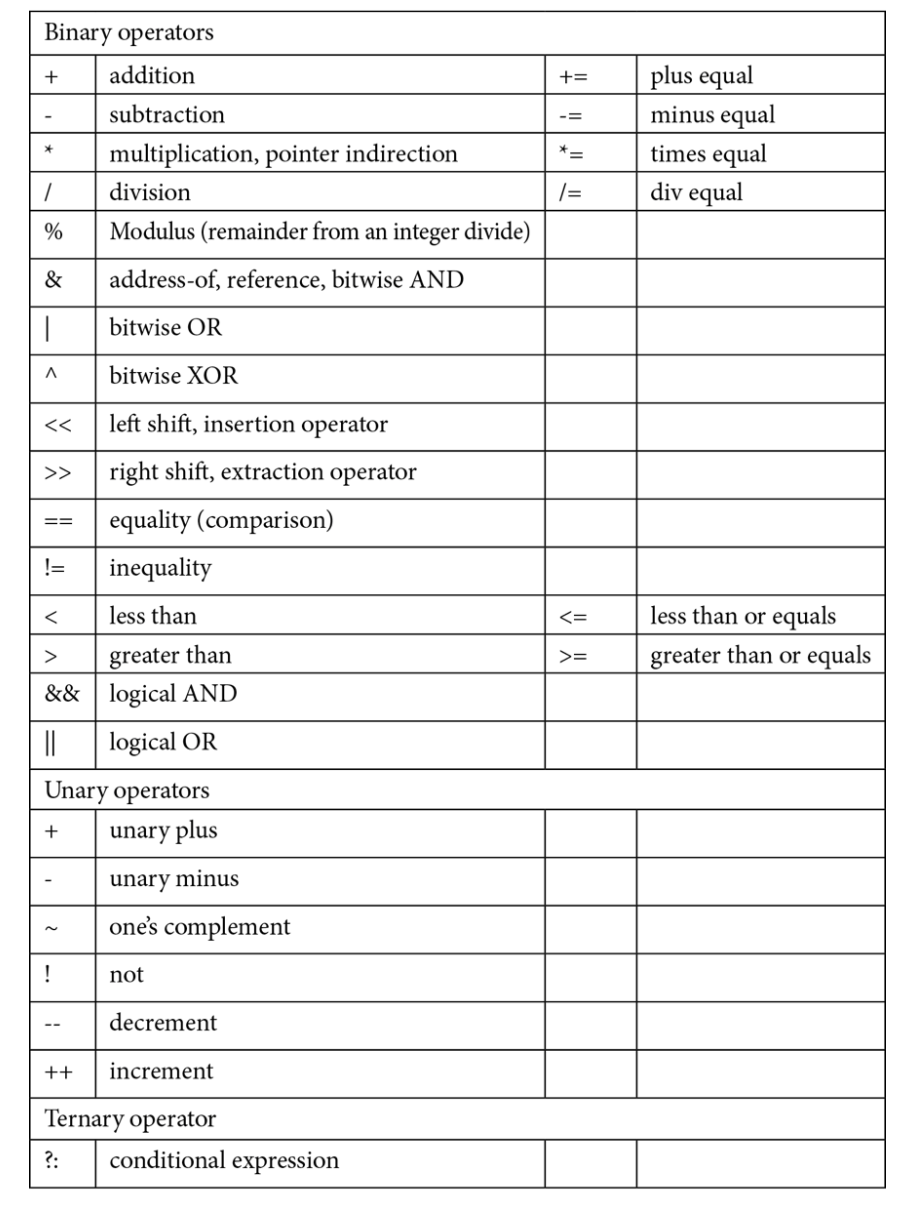 Binary operators
+ addition += plus equal
- subtraction -= minus equal
* multiplication, pointer indirection *= times equal
/ division /= div equal
% Modulus (remainder from an integer divide)
& address-of, reference, bitwise AND
| bitwise OR
^ bitwise XOR
<< left shift, insertion operator
>> right shift, extraction operator
== equality (comparison)
!= inequality
< less than <= less than or equals
> greater than >= greater than or equals
&& logical AND
|| logical OR
Unary operators
+ unary plus
- unary minus
~ one’s complement
! not
-- decrement
++ increment
Ternary operator
?: conditional expression